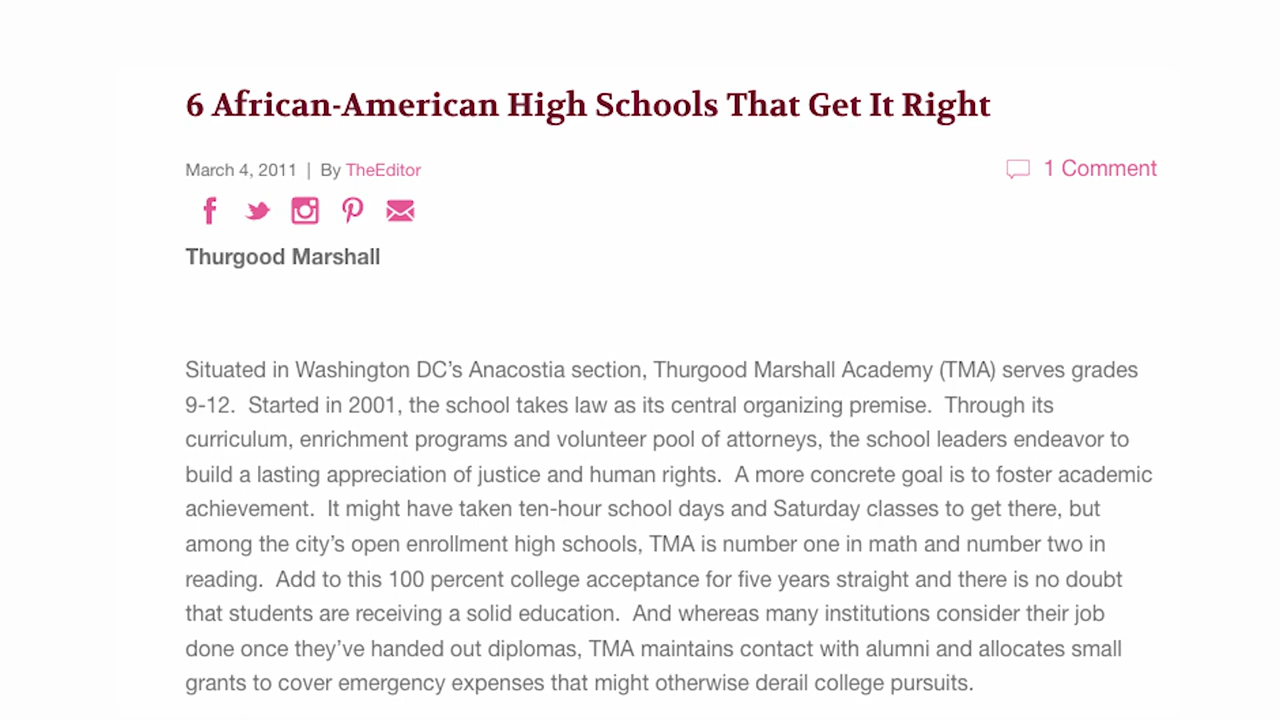 6 African-American High Schools That Get It Right
March 4, 2011 | By TheEditor
1 Comment
Thurgood Marshall
Situated in Washington DC’s Anacostia section, Thurgood Marshall Academy (TMA) serves grades
9-12.  Started in 2001, the school takes law as its central organizing premise.  Through its
curriculum, enrichment programs and volunteer pool of attorneys, the school leaders endeavor to
build a lasting appreciation of justice and human rights.  A more concrete goal is to foster academic
achievement.  It might have taken ten-hour school days and Saturday classes to get there, but
among the city’s open enrollment high schools, TMA is number one in math and number two in
reading.  Add to this 100 percent college acceptance for five years straight and there is no doubt
that students are receiving a solid education.  And whereas many institutions consider their job
done once they’ve handed out diplomas, TMA maintains contact with alumni and allocates small
grants to cover emergency expenses that might otherwise derail college pursuits.